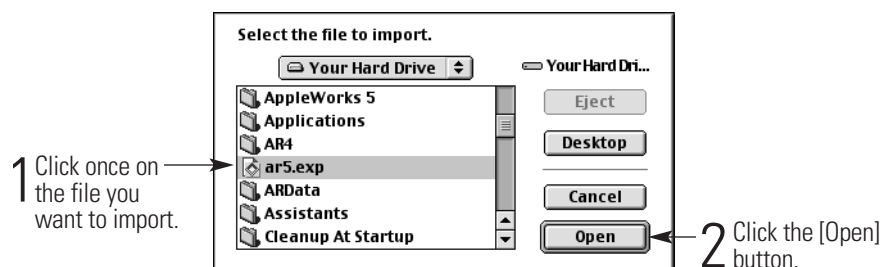 Select the file to import.
Your Hard Drive
Your Hard Dri...
AppleWorks 5
Applications
AR4
ar5.exp
ARData
Assistants
Cleanup At Startup
Eject
Desktop
Cancel
Open
1 Click once on
the file you
want to import.
2 Click the [Open]
button.